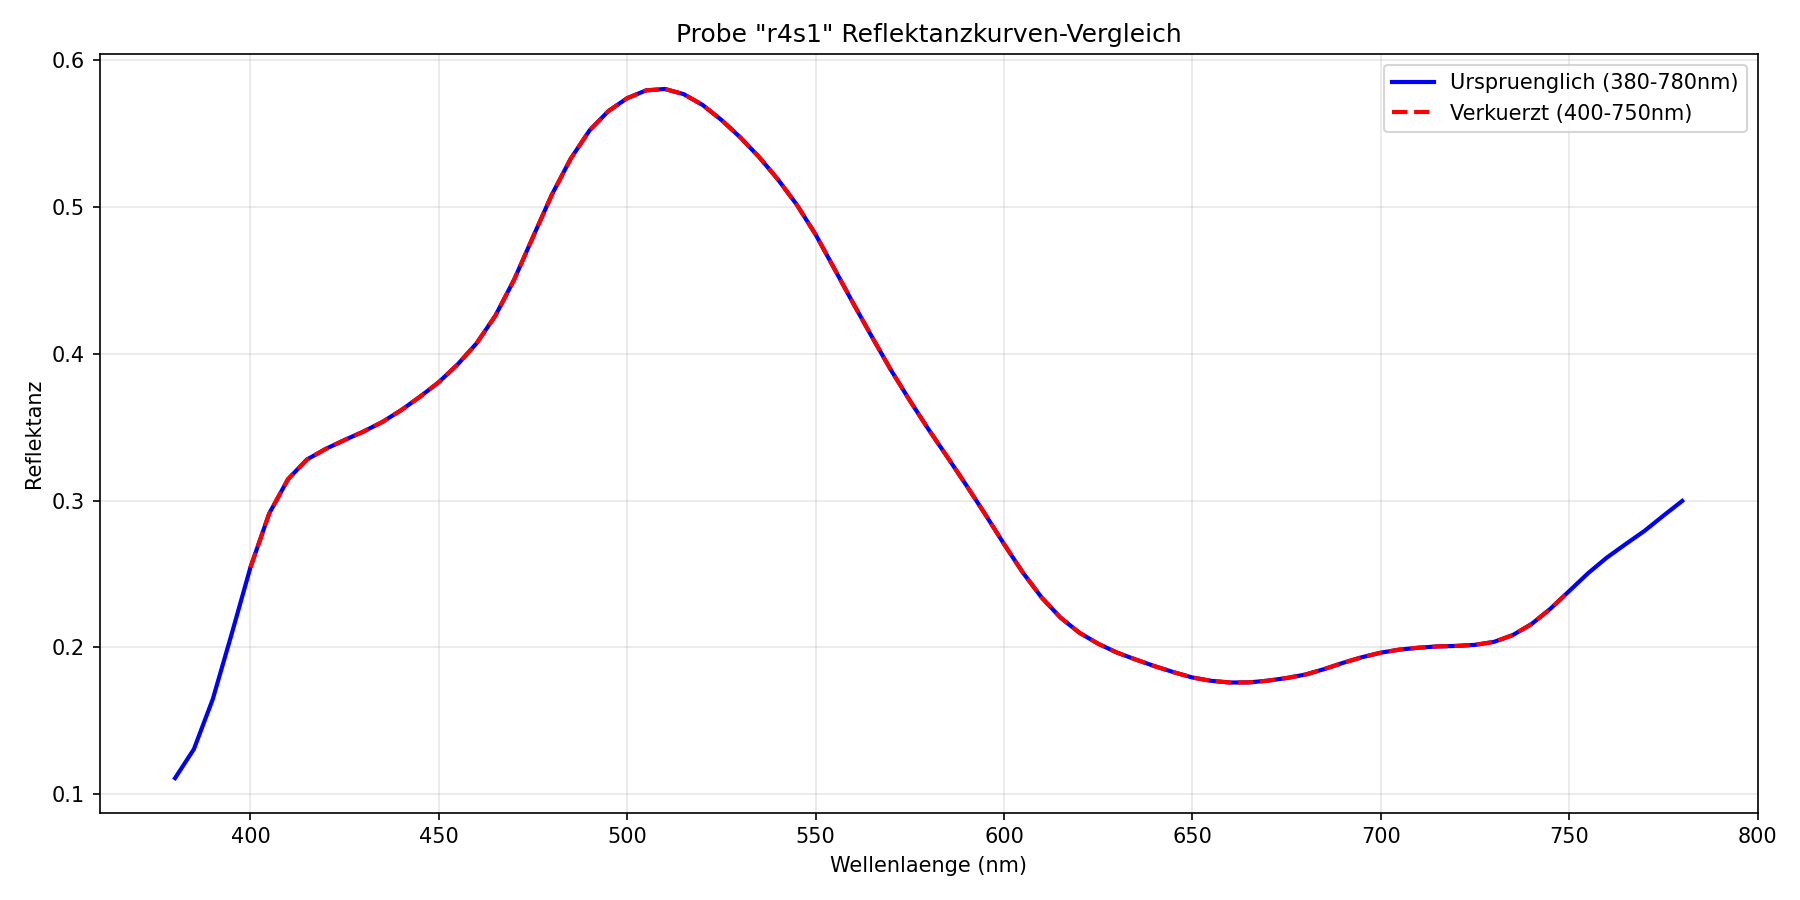 Probe "r4s1" Reflektanzkurven-Vergleich
Urspruenglich (380-780nm)
Verkuerzt (400-750nm)
Reflektanz
0.6
0.5
0.4
0.3
0.2
0.1
400 450 500 550 600 650 700 750 800
Wellenlaenge (nm)